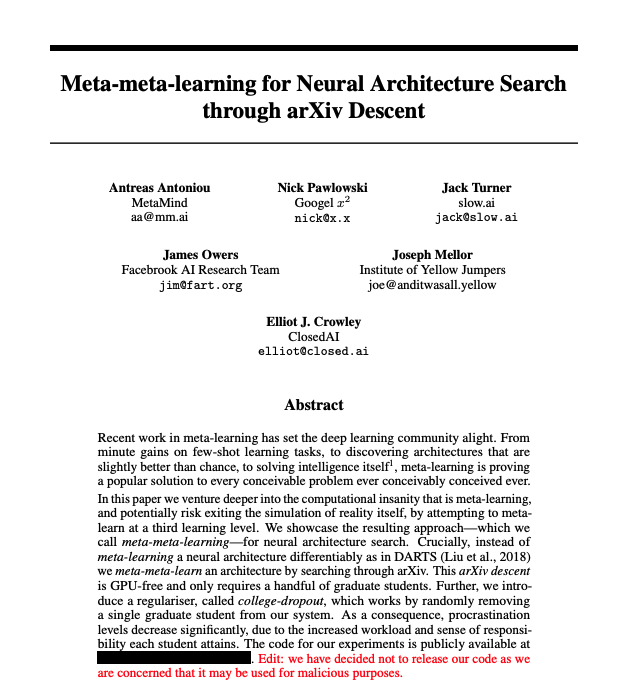 Meta-meta-learning for Neural Architecture Search
through arXiv Descent
Antreas Antoniou
MetaMind
aa@mm.ai
Nick Pawlowski
Googel x²
nick@x.x
Jack Turner
slow.ai
jack@slow.ai
James Owers
Facebrook AI Research Team
jim@fart.org
Joseph Mellor
Institute of Yellow Jumpers
joe@anditwasall.yellow
Elliot J. Crowley
ClosedAI
elliot@closed.ai
Abstract
Recent work in meta-learning has set the deep learning community alight. From
minute gains on few-shot learning tasks, to discovering architectures that are
slightly better than chance, to solving intelligence itself¹, meta-learning is proving
a popular solution to every conceivable problem ever conceivably conceived ever.
In this paper we venture deeper into the computational insanity that is meta-learning,
and potentially risk exiting the simulation of reality itself, by attempting to meta-
learn at a third learning level. We showcase the resulting approach—which we
call meta-meta-learning—for neural architecture search. Crucially, instead of
meta-learning a neural architecture differentiably as in DARTS (Liu et al., 2018)
we meta-meta-learn an architecture by searching through arXiv. This arXiv descent
is GPU-free and only requires a handful of graduate students. Further, we intro-
duce a regulariser, called college-dropout, which works by randomly removing
a single graduate student from our system. As a consequence, procrastination
levels decrease significantly, due to the increased workload and sense of responsi-
bility each student attains. The code for our experiments is publicly available at
. Edit: we have decided not to release our code as we
are concerned that it may be used for malicious purposes.